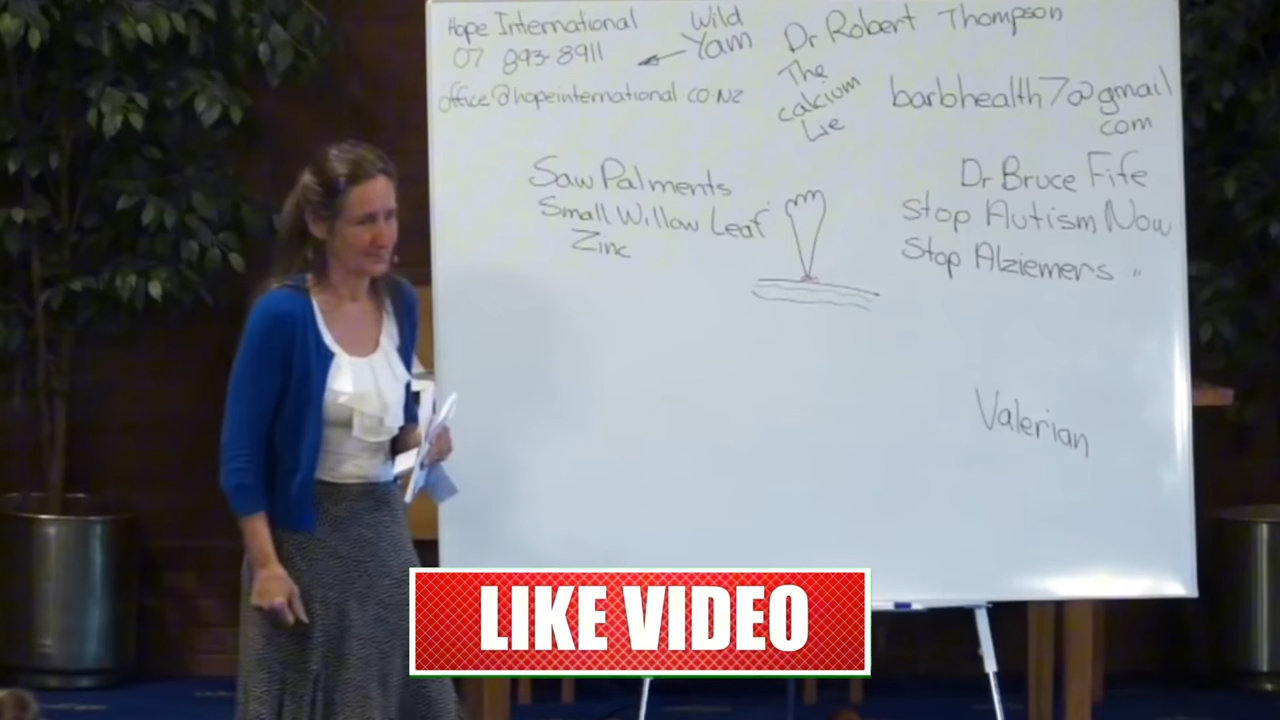 Hope International
07 893-8911
office@hopeinternational.co NZ
Wild
Yam
Dr Robert Thompson
The
calcium
Lie
barbhealth7@gmail
com
Saw Palments
Small Willow Leaf
Zinc
Dr Bruce Fife
Stop Autism Now
Stop Alziemers "
Valerian
LIKE VIDEO